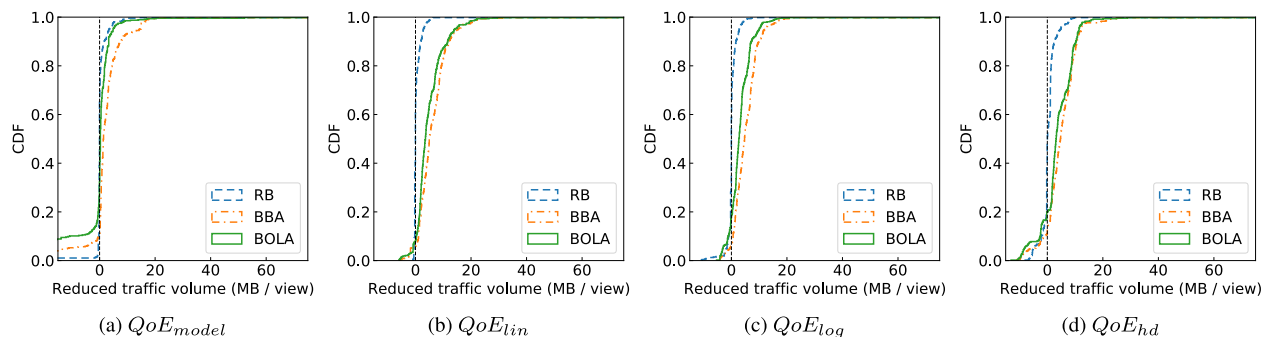 1.0
0.8
0.6
0.4
0.2
0.0
CDF
0 20 40 60
Reduced traffic volume (MB / view)
RB
BBA
BOLA
(a) QoE_model
1.0
0.8
0.6
0.4
0.2
0.0
CDF
0 20 40 60
Reduced traffic volume (MB / view)
RB
BBA
BOLA
(b) QoE_lin
1.0
0.8
0.6
0.4
0.2
0.0
CDF
0 20 40 60
Reduced traffic volume (MB / view)
RB
BBA
BOLA
(c) QoE_log
1.0
0.8
0.6
0.4
0.2
0.0
CDF
0 20 40 60
Reduced traffic volume (MB / view)
RB
BBA
BOLA
(d) QoE_hd